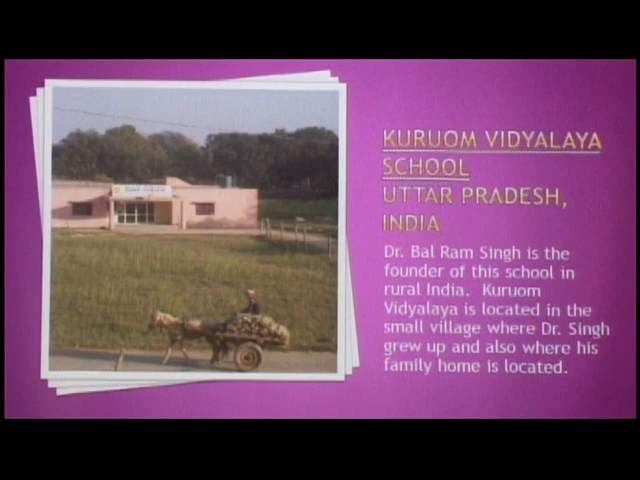 KURUOM VIDYALAYA
SCHOOL
UTTAR PRADESH,
INDIA
Dr. Bal Ram Singh is the
founder of this school in
rural India. Kuruom
Vidyalaya is located in the
small village where Dr. Singh
grew up and also where his
family home is located.